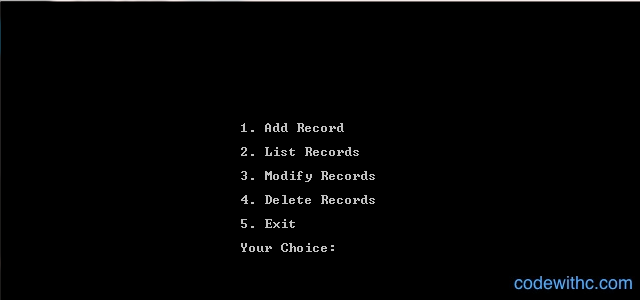 1. Add Record
2. List Records
3. Modify Records
4. Delete Records
5. Exit
Your Choice:
codewithc.com